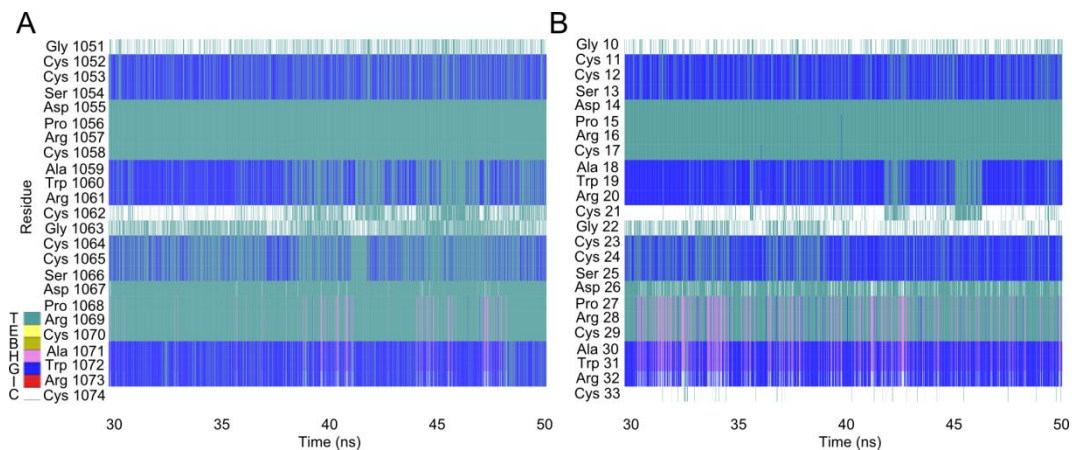 A
Gly 1051
Cys 1052
Cys 1053
Ser 1054
Asp 1055
Pro 1056
Arg 1057
Cys 1058
Ala 1059
Trp 1060
Arg 1061
Cys 1062
Gly 1063
Cys 1064
Cys 1065
Ser 1066
Asp 1067
Pro 1068
Arg 1069
Cys 1070
Ala 1071
Trp 1072
Arg 1073
Cys 1074
Residue
T
E
B
H
G
I
C
30 35 40 45 50
Time (ns)
B
Gly 10
Cys 11
Cys 12
Ser 13
Asp 14
Pro 15
Arg 16
Cys 17
Ala 18
Trp 19
Arg 20
Cys 21
Gly 22
Cys 23
Cys 24
Ser 25
Asp 26
Pro 27
Arg 28
Cys 29
Ala 30
Trp 31
Arg 32
Cys 33
30 35 40 45 50
Time (ns)